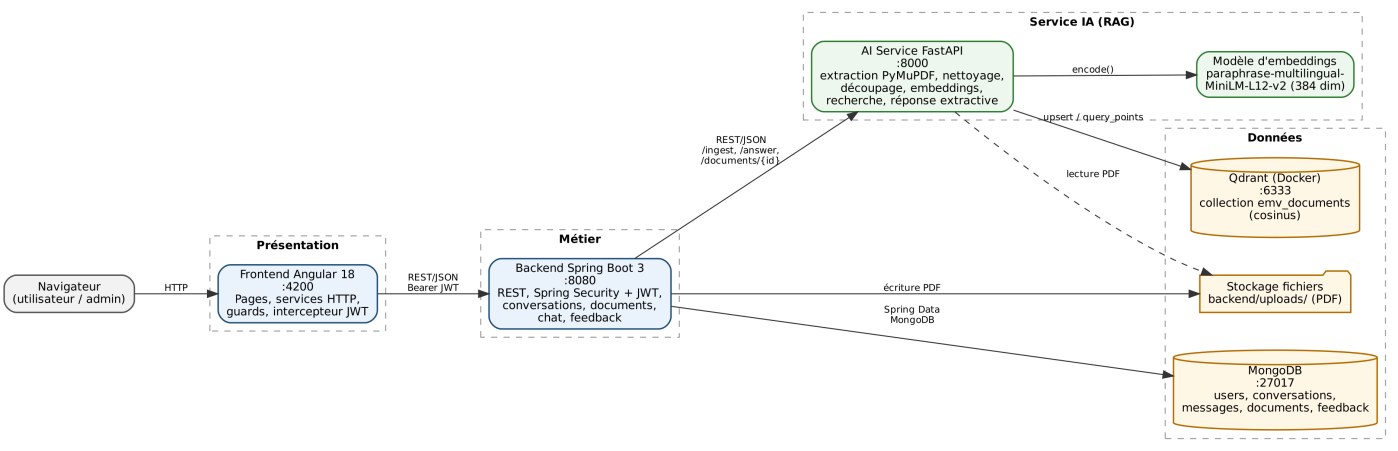 Service IA (RAG)
AI Service FastAPI
:8000
extraction PyMuPDF, nettoyage,
découpage, embeddings,
recherche, réponse extractive
encode()
Modèle d'embeddings
paraphrase-multilingual-
MiniLM-L12-v2 (384 dim)
upsert / query_points
REST/JSON
/ingest, /answer,
/documents/{id}
lecture PDF
Données
Qdrant (Docker)
:6333
collection emv_documents
(cosinus)
Présentation
Métier
Navigateur
(utilisateur / admin)
HTTP
Frontend Angular 18
:4200
Pages, services HTTP,
guards, intercepteur JWT
REST/JSON
Bearer JWT
Backend Spring Boot 3
:8080
REST, Spring Security + JWT,
conversations, documents,
chat, feedback
écriture PDF
Stockage fichiers
backend/uploads/ (PDF)
Spring Data
MongoDB
MongoDB
:27017
users, conversations,
messages, documents, feedback